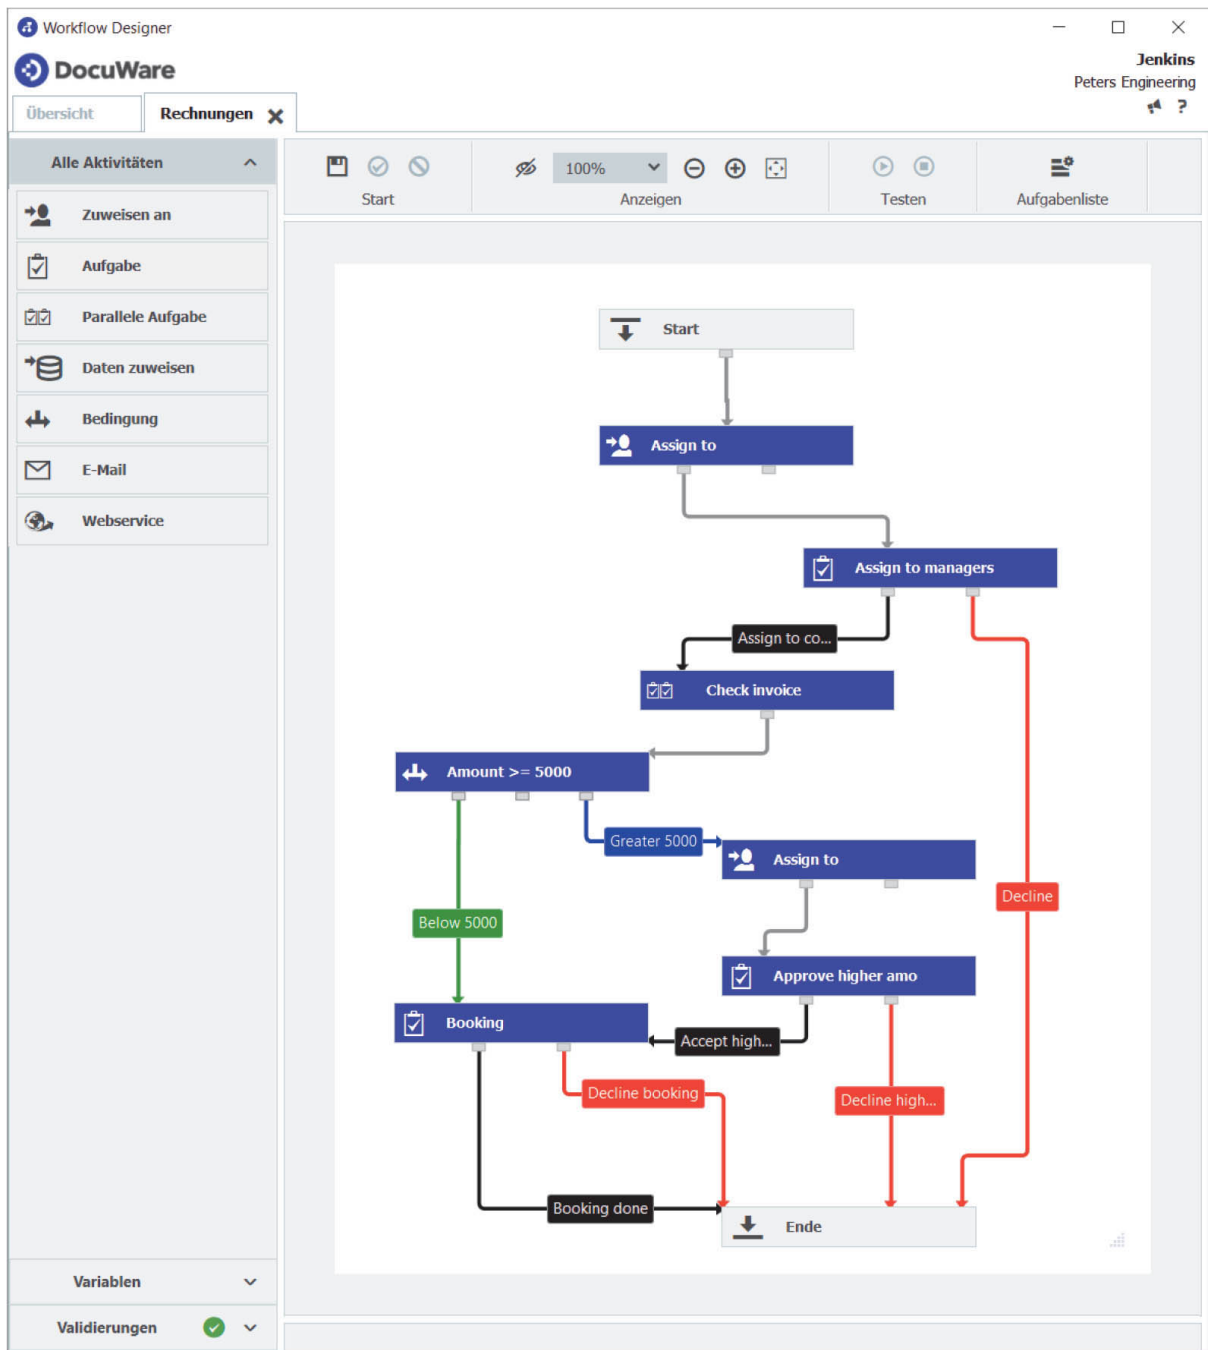 Workflow Designer
DocuWare
Jenkins
Peters Engineering
?
Übersicht
Rechnungen
Alle Aktivitäten
Zuweisen an
Aufgabe
Parallele Aufgabe
Daten zuweisen
Bedingung
E-Mail
Webservice
Variablen
Validierungen
Start
100%
Anzeigen
Testen
Aufgabenliste
Start
Assign to
Assign to managers
Assign to co...
Check invoice
Amount >= 5000
Greater 5000
Assign to
Decline
Below 5000
Approve higher amo
Booking
Accept high...
Decline booking
Decline high...
Booking done
Ende